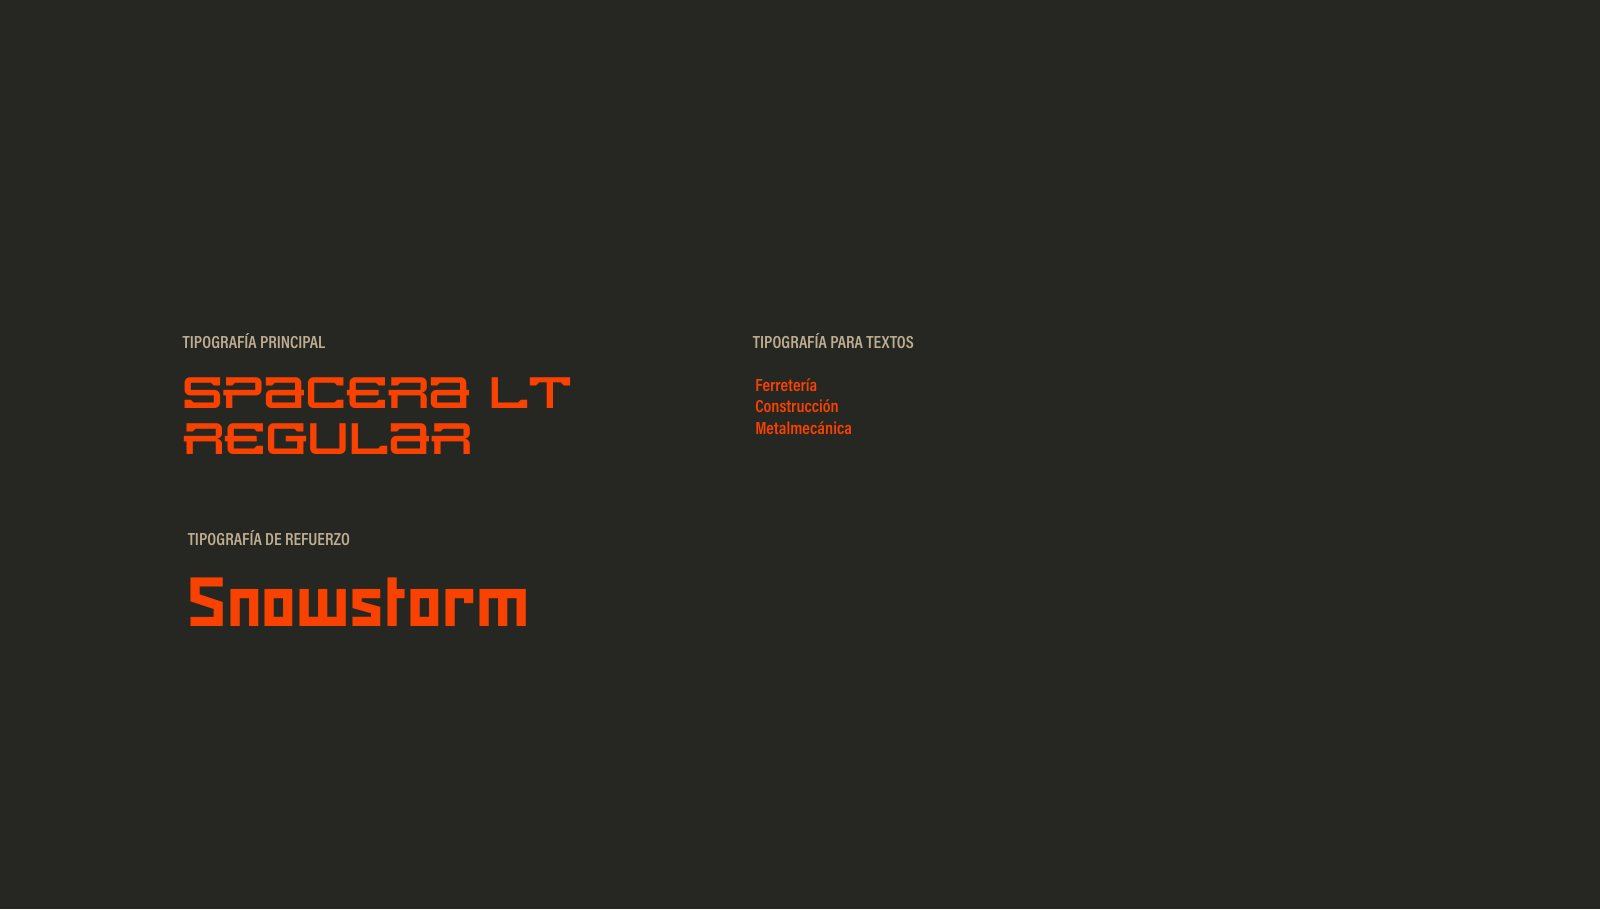 TIPOGRAFÍA PRINCIPAL
SPaCERa LT
REGULaR
TIPOGRAFÍA DE REFUERZO
Snowstorm
TIPOGRAFÍA PARA TEXTOS
Ferretería
Construcción
Metalmecánica